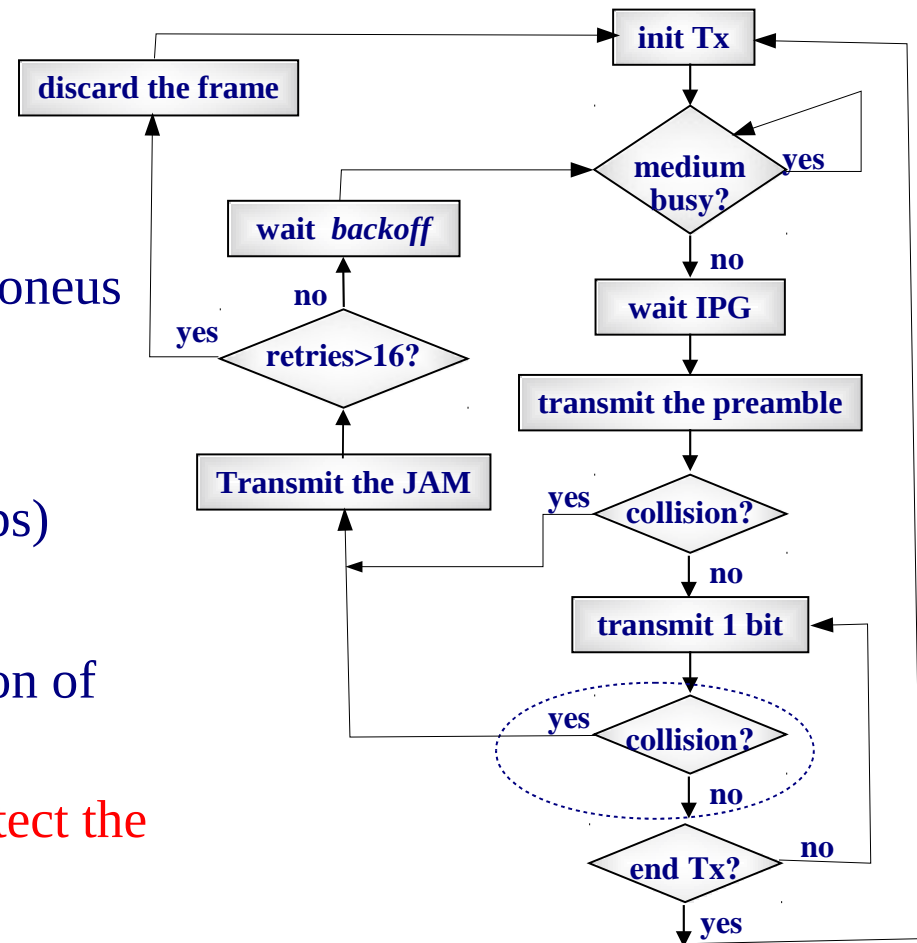 init Tx
discard the frame
medium
busy?
yes
wait backoff
no
no
wait IPG
yes
retries>16?
transmit the preamble
Transmit the JAM
yes
collision?
no
transmit 1 bit
yes
collision?
no
end Tx?
no
yes
oneus
os)
on of
tect the